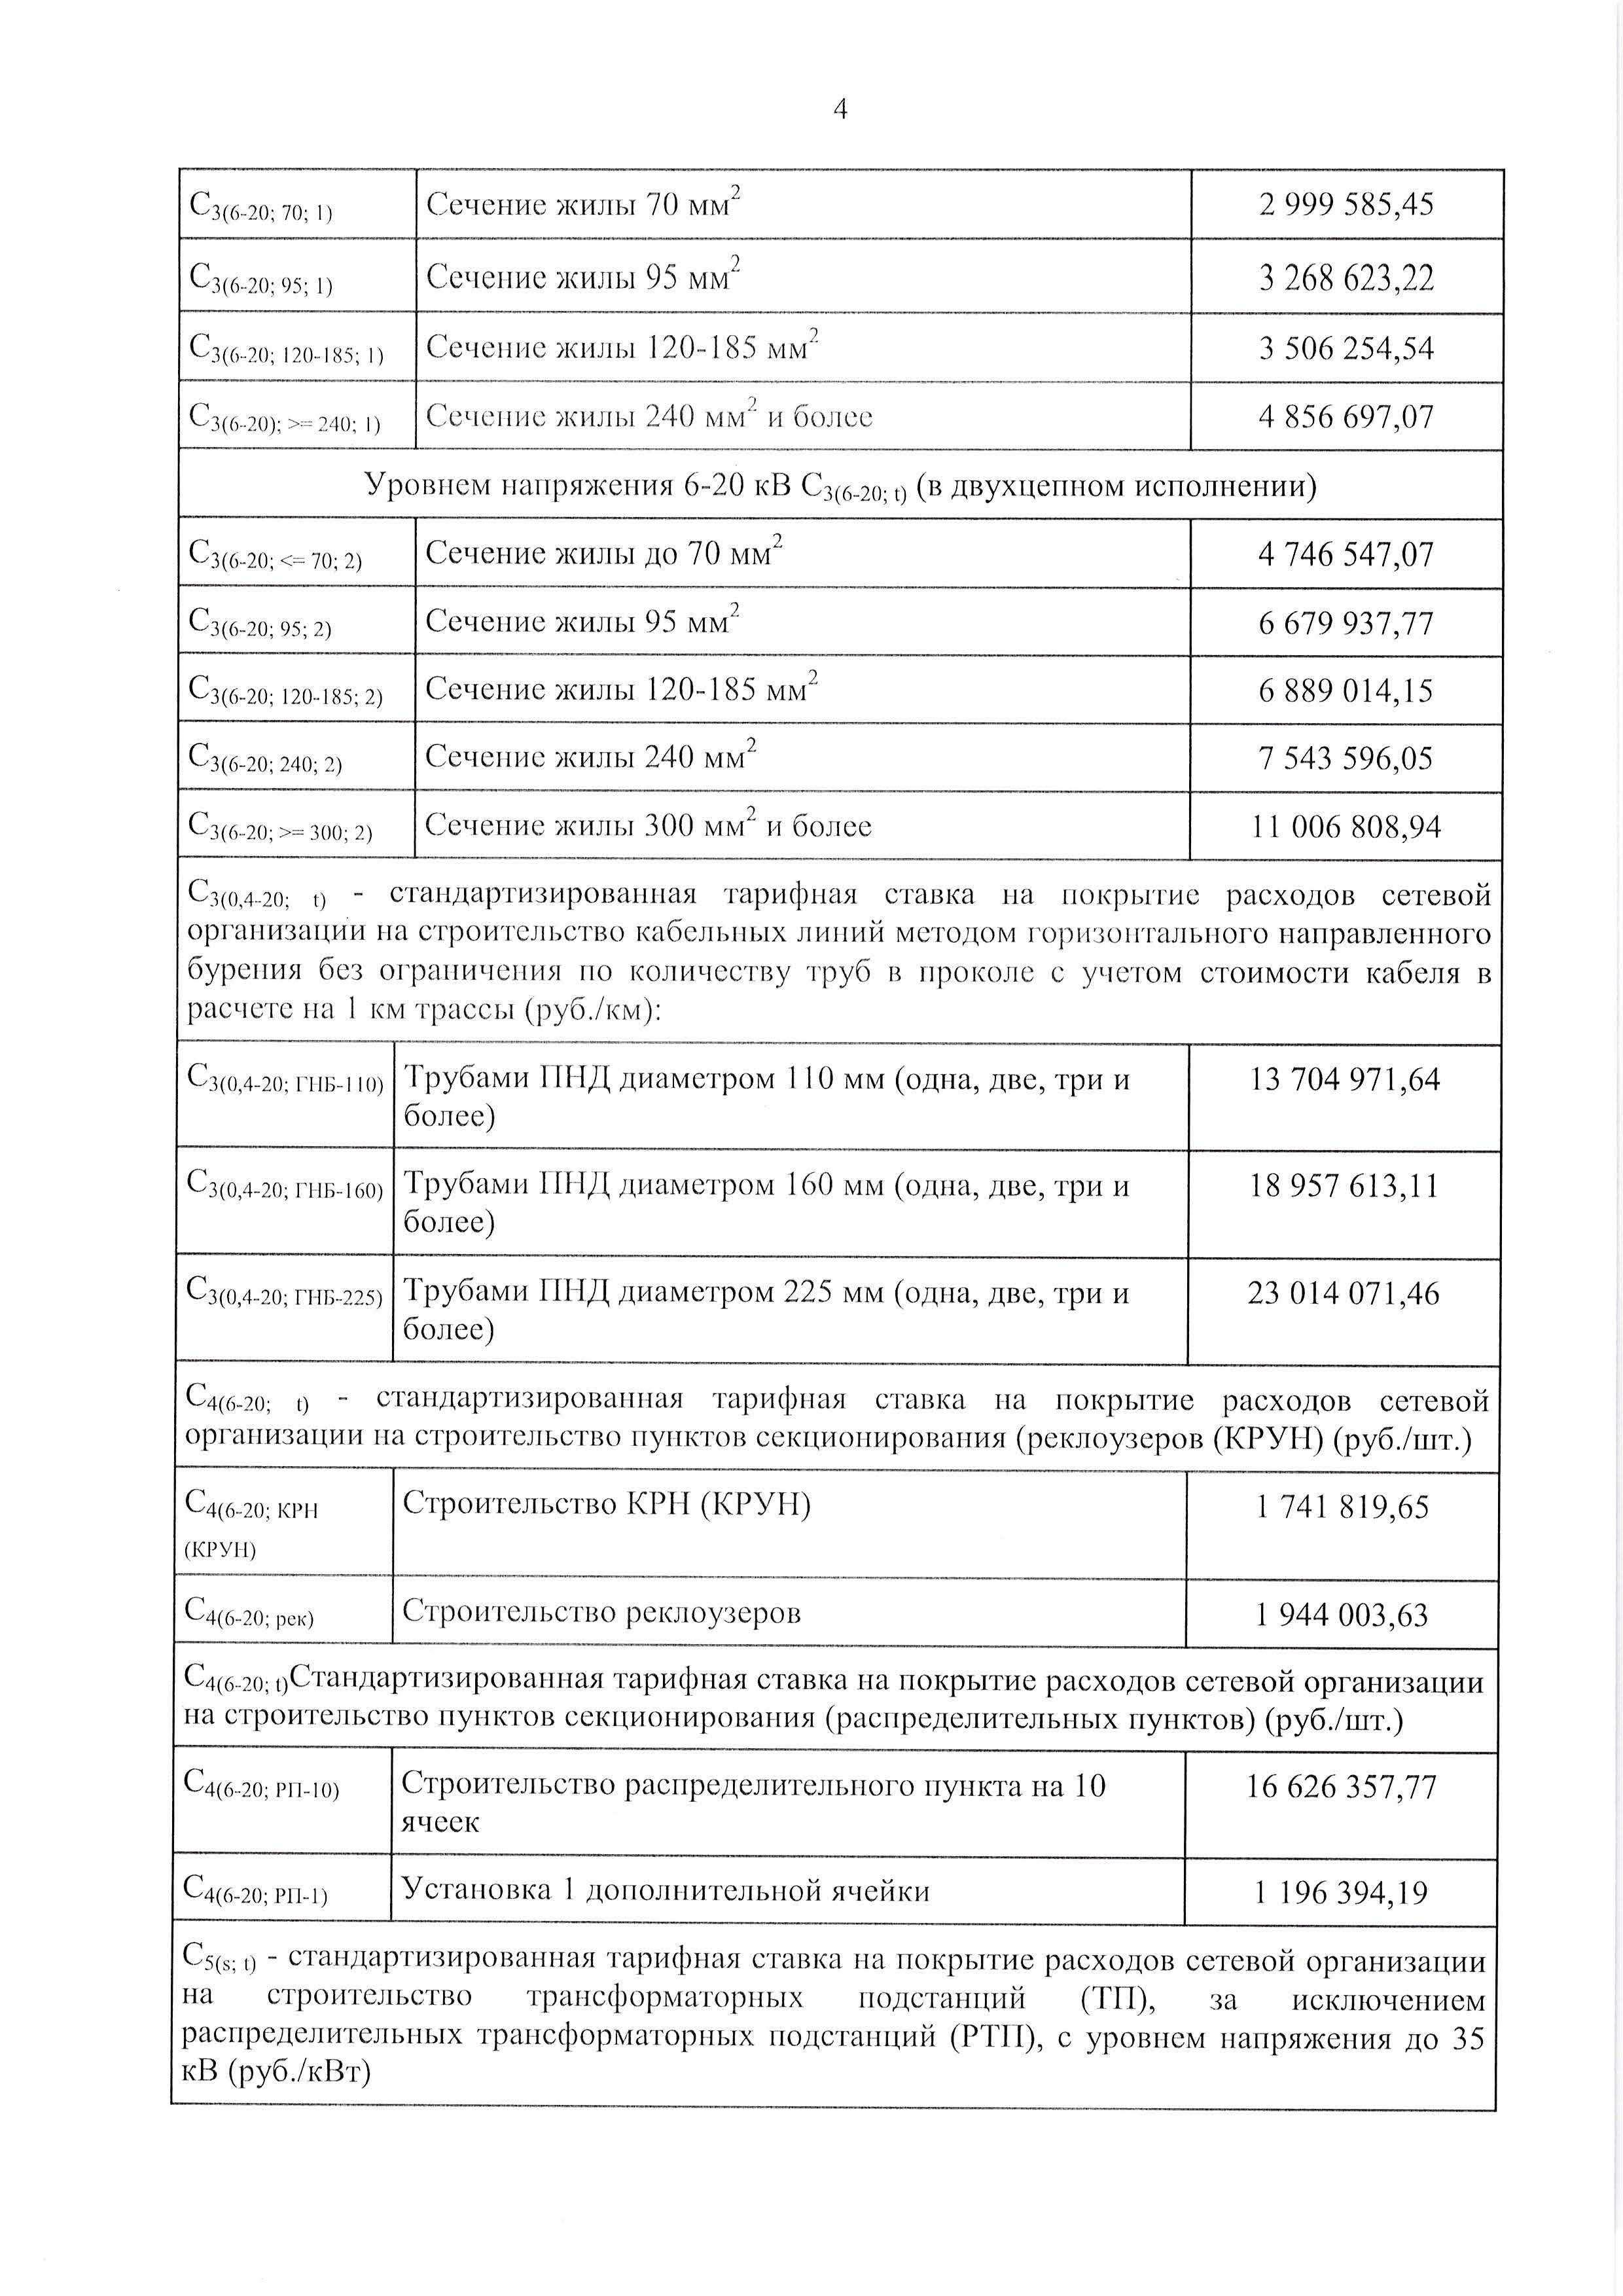 4
С3(6-20; 70; 1) Сечение жилы 70 мм2 2 999 585,45
С3(6-20; 95; 1) Сечение жилы 95 мм2 3 268 623,22
С3(6-20; 120-185; 1) Сечение жилы 120-185 мм2 3 506 254,54
С3(6-20); >= 240; 1) Сечение жилы 240 мм2 и более 4 856 697,07
Уровнем напряжения 6-20 кВ С3(6-20; t) (в двухцепном исполнении)
С3(6-20; <= 70; 2) Сечение жилы до 70 мм2 4 746 547,07
С3(6-20; 95; 2) Сечение жилы 95 мм2 6 679 937,77
С3(6-20; 120-185; 2) Сечение жилы 120-185 мм2 6 889 014,15
С3(6-20; 240; 2) Сечение жилы 240 мм2 7 543 596,05
С3(6-20; >= 300; 2) Сечение жилы 300 мм2 и более 11 006 808,94
С3(0,4-20; t) - стандартизированная тарифная ставка на покрытие расходов сетевой
организации на строительство кабельных линий методом горизонтального направленного
бурения без ограничения по количеству труб в проколе с учетом стоимости кабеля в
расчете на 1 км трассы (руб./км):
С3(0,4-20; ГНБ-110) Трубами ПНД диаметром 110 мм (одна, две, три и 13 704 971,64
более)
С3(0,4-20; ГНБ-160) Трубами ПНД диаметром 160 мм (одна, две, три и 18 957 613,11
более)
С3(0,4-20; ГНБ-225) Трубами ПНД диаметром 225 мм (одна, две, три и 23 014 071,46
более)
С4(6-20; t) - стандартизированная тарифная ставка на покрытие расходов сетевой
организации на строительство пунктов секционирования (реклоузеров (КРУН) (руб./шт.)
С4(6-20; КРН Строительство КРН (КРУН) 1 741 819,65
(КРУН)
С4(6-20; рек) Строительство реклоузеров 1 944 003,63
С4(6-20; t)Стандартизированная тарифная ставка на покрытие расходов сетевой организации
на строительство пунктов секционирования (распределительных пунктов) (руб./шт.)
С4(6-20; РП-10) Строительство распределительного пункта на 10 16 626 357,77
ячеек
С4(6-20; РП-1) Установка 1 дополнительной ячейки 1 196 394,19
С5(s; t) - стандартизированная тарифная ставка на покрытие расходов сетевой организации
на строительство трансформаторных подстанций (ТП), за исключением
распределительных трансформаторных подстанций (РТП), с уровнем напряжения до 35
кВ (руб./кВт)